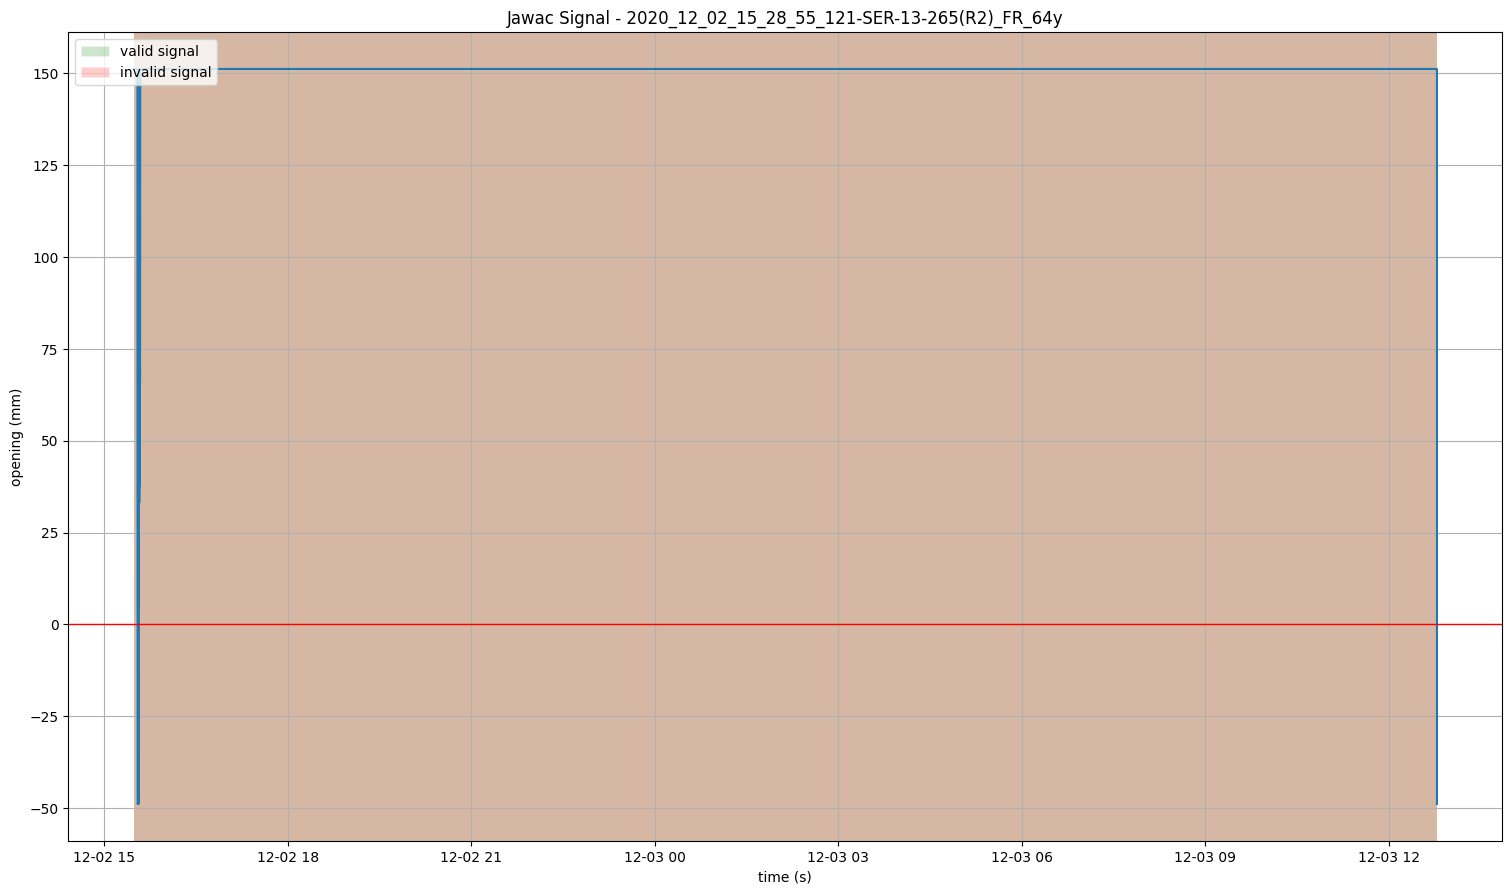 Jawac Signal - 2020_12_02_15_28_55_121-SER-13-265(R2)_FR_64y
valid signal
invalid signal
150
125
100
75
50
25
0
−25
−50
opening (mm)
12-02 15 12-02 18 12-02 21 12-03 00 12-03 03 12-03 06 12-03 09 12-03 12
time (s)